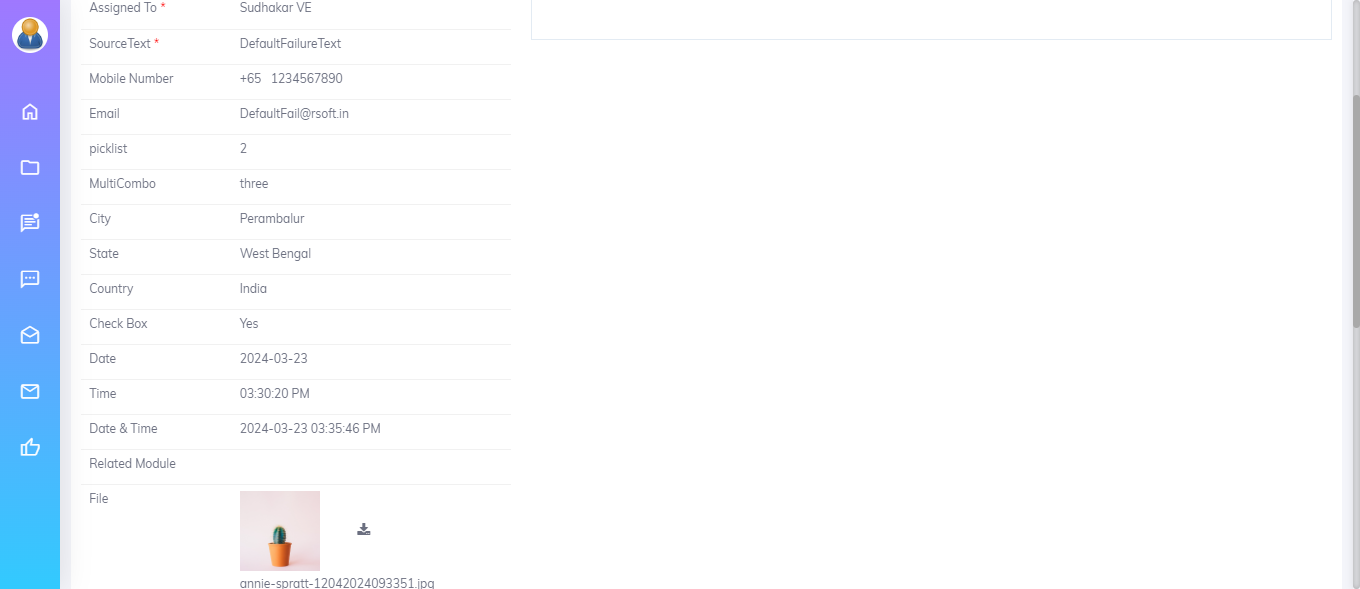 Assigned To * Sudhakar VE
SourceText * DefaultFailureText
Mobile Number +65 1234567890
Email DefaultFail@rsoft.in
picklist 2
MultiCombo three
City Perambalur
State West Bengal
Country India
Check Box Yes
Date 2024-03-23
Time 03:30:20 PM
Date & Time 2024-03-23 03:35:46 PM
Related Module
File
annie-spratt-12042024093351.jpg